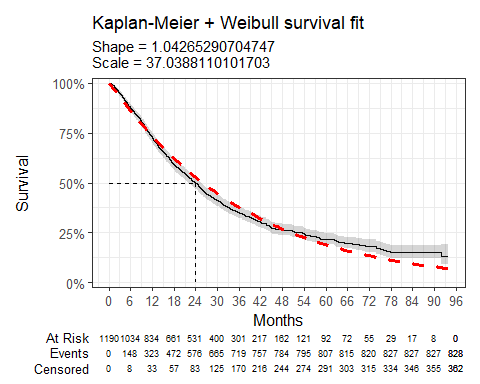 Kaplan-Meier + Weibull survival fit
Shape = 1.04265290704747
Scale = 37.0388110101703
100%
75%
50%
25%
0%
Survival
0 6 12 18 24 30 36 42 48 54 60 66 72 78 84 90 96
Months
At Risk 1190 1034 834 661 531 400 301 217 162 121 92 72 55 29 17 8 0
Events 0 148 323 472 576 665 719 757 784 795 807 815 820 827 827 827 828
Censored 0 8 33 57 83 125 170 216 244 274 291 303 315 334 346 355 362